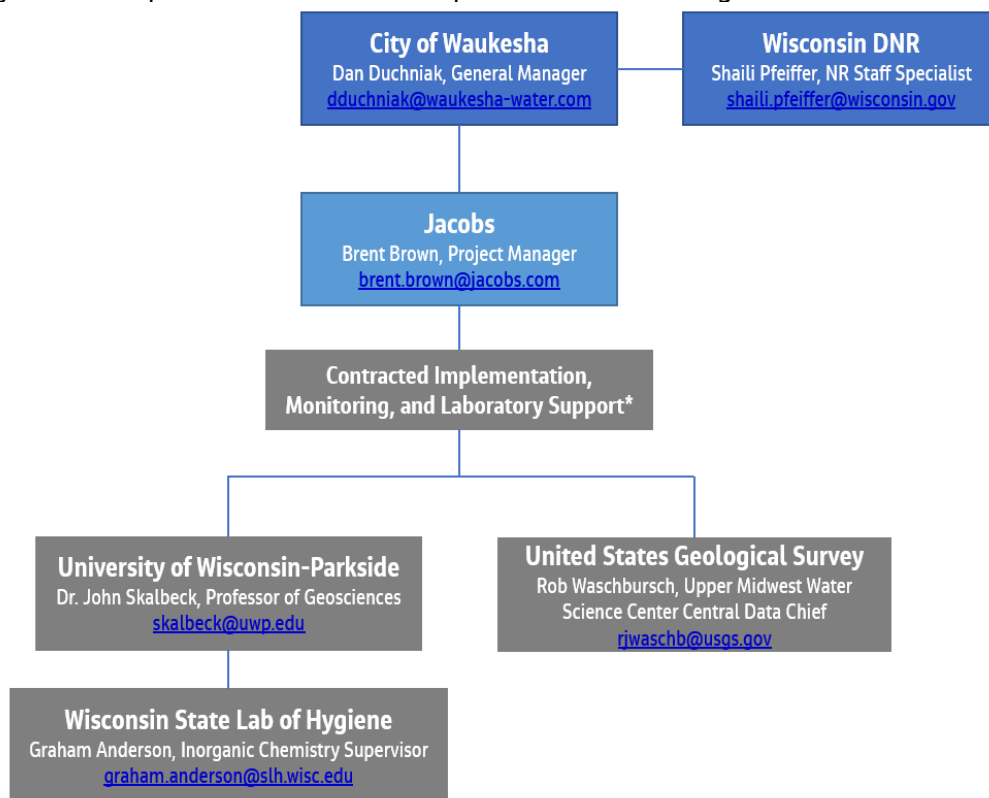 City of Waukesha
Dan Duchniak, General Manager
dduchniak@waukesha-water.com
Wisconsin DNR
Shaili Pfeiffer, NR Staff Specialist
shaili.pfeiffer@wisconsin.gov
Jacobs
Brent Brown, Project Manager
brent.brown@jacobs.com
Contracted Implementation,
Monitoring, and Laboratory Support*
University of Wisconsin-Parkside
Dr. John Skalbeck, Professor of Geosciences
skalbeck@uwp.edu
United States Geological Survey
Rob Waschbursch, Upper Midwest Water
Science Center Central Data Chief
rjwaschb@usgs.gov
Wisconsin State Lab of Hygiene
Graham Anderson, Inorganic Chemistry Supervisor
graham.anderson@slh.wisc.edu